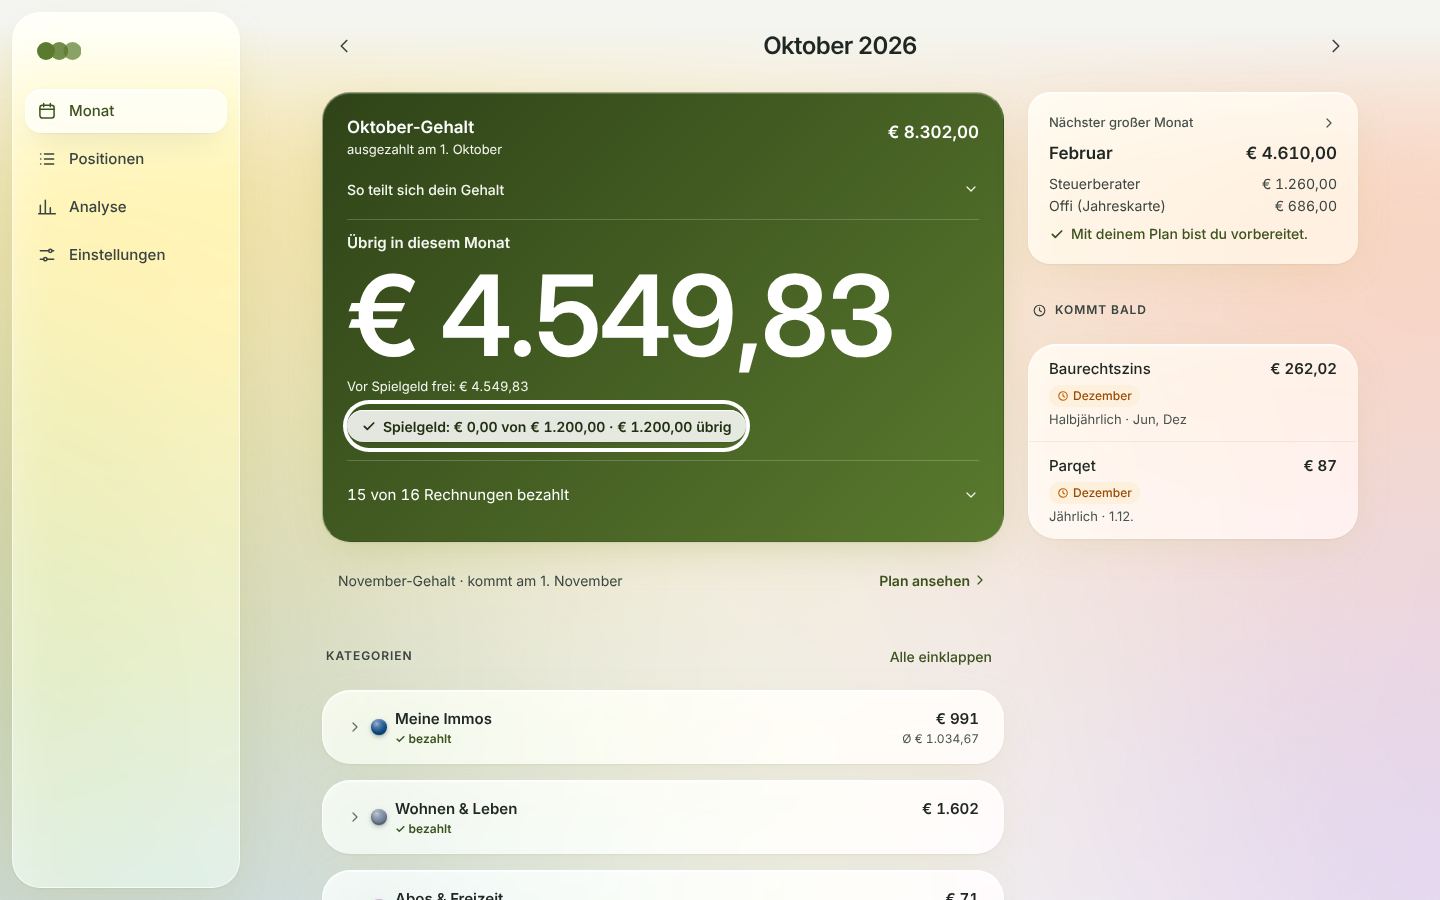 Monat
Positionen
Analyse
Einstellungen
Oktober 2026
Oktober-Gehalt
€ 8.302,00
ausgezahlt am 1. Oktober
So teilt sich dein Gehalt
Übrig in diesem Monat
€ 4.549,83
Vor Spielgeld frei: € 4.549,83
Spielgeld: € 0,00 von € 1.200,00 · € 1.200,00 übrig
15 von 16 Rechnungen bezahlt
November-Gehalt · kommt am 1. November
Plan ansehen
KATEGORIEN
Alle einklappen
Meine Immos
€ 991
bezahlt
Ø € 1.034,67
Wohnen & Leben
€ 1.602
bezahlt
Abos & Freizeit
€ 71
Nächster großer Monat
Februar
€ 4.610,00
Steuerberater
€ 1.260,00
Offi (Jahreskarte)
€ 686,00
Mit deinem Plan bist du vorbereitet.
KOMMT BALD
Baurechtszins
€ 262,02
Dezember
Halbjährlich · Jun, Dez
Parqet
€ 87
Dezember
Jährlich · 1.12.